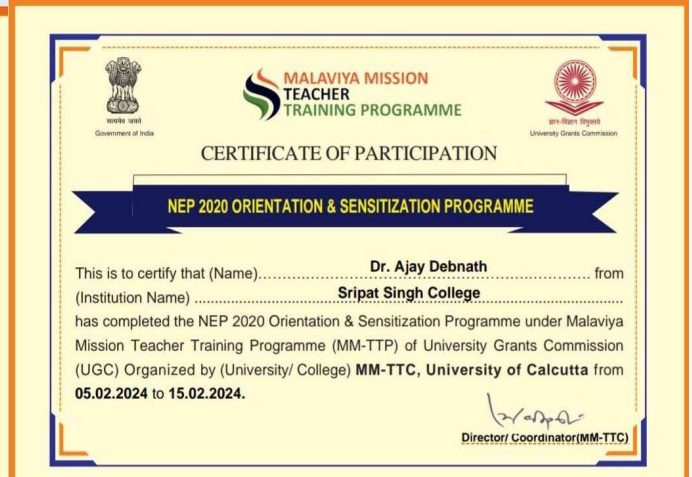 सत्यमेव जयते
Government of India
MALAVIYA MISSION
TEACHER
TRAINING PROGRAMME
ज्ञान-विज्ञान विमुक्तये
University Grants Commission
CERTIFICATE OF PARTICIPATION
NEP 2020 ORIENTATION & SENSITIZATION PROGRAMME
This is to certify that (Name).................... Dr. Ajay Debnath .................... from
(Institution Name) .................... Sripat Singh College ....................
has completed the NEP 2020 Orientation & Sensitization Programme under Malaviya
Mission Teacher Training Programme (MM-TTP) of University Grants Commission
(UGC) Organized by (University/ College) MM-TTC, University of Calcutta from
05.02.2024 to 15.02.2024.
Director/ Coordinator(MM-TTC)